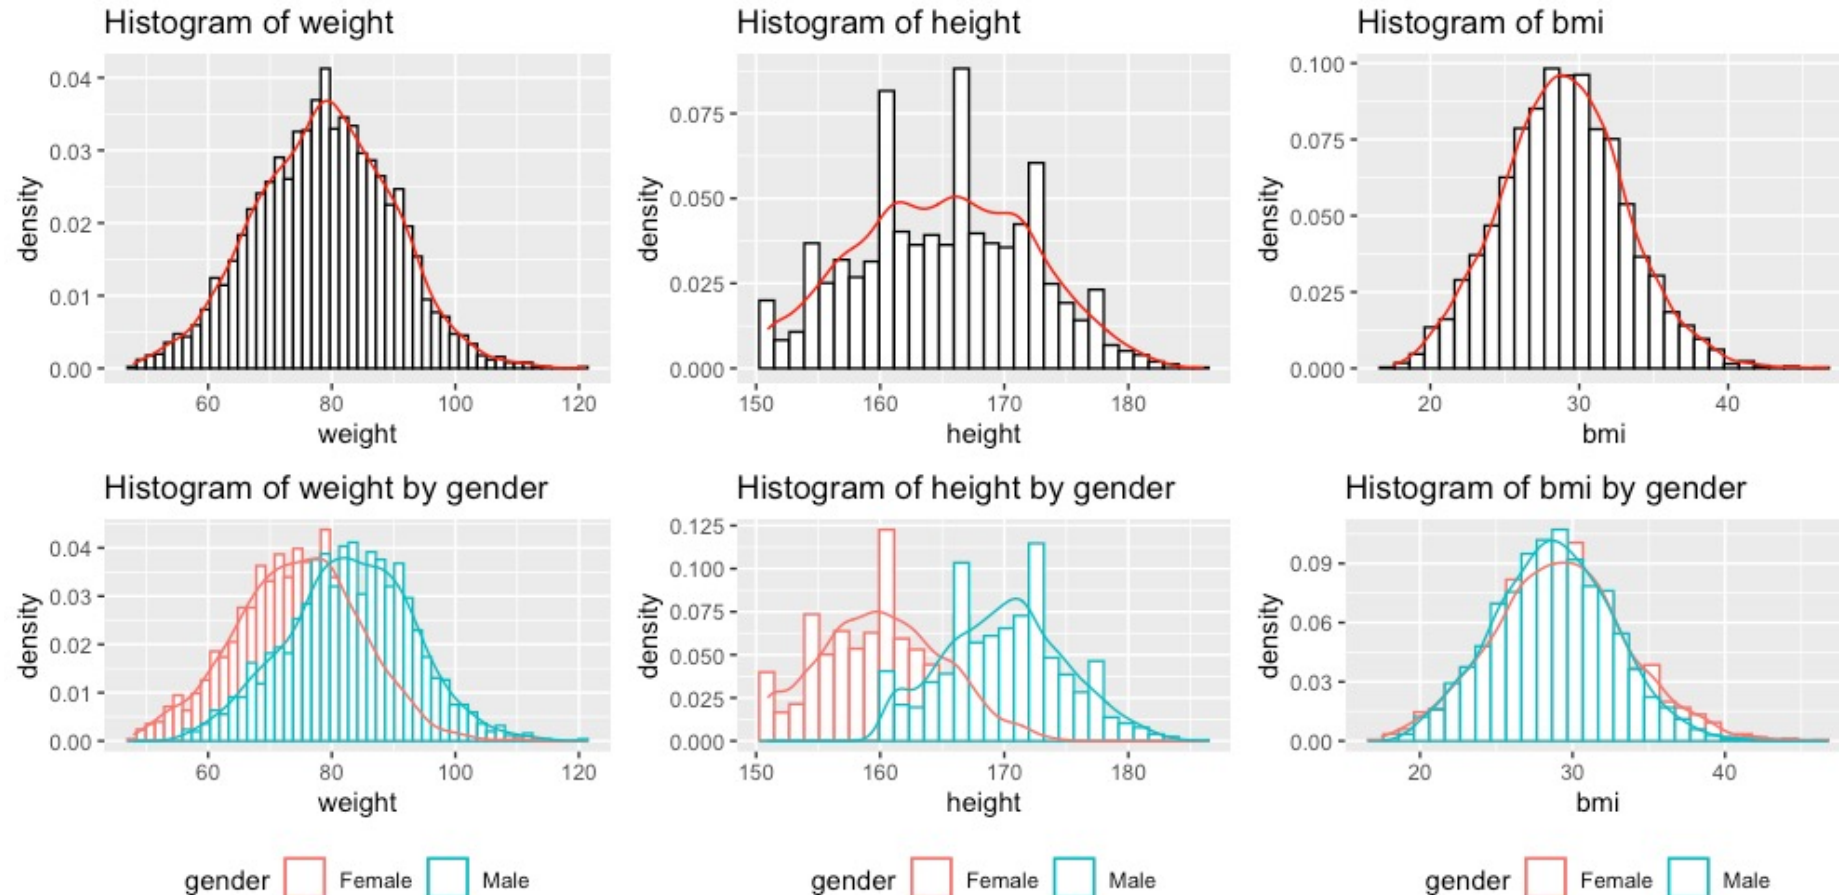 Histogram of weight
density
0.04
0.03
0.02
0.01
0.00
60 80 100 120
weight
Histogram of height
density
0.075
0.050
0.025
0.000
150 160 170 180
height
Histogram of bmi
density
0.100
0.075
0.050
0.025
0.000
20 30 40
bmi
Histogram of weight by gender
density
0.04
0.03
0.02
0.01
0.00
60 80 100 120
weight
gender Female Male
Histogram of height by gender
density
0.125
0.100
0.075
0.050
0.025
0.000
150 160 170 180
height
gender Female Male
Histogram of bmi by gender
density
0.09
0.06
0.03
0.00
20 30 40
bmi
gender Female Male